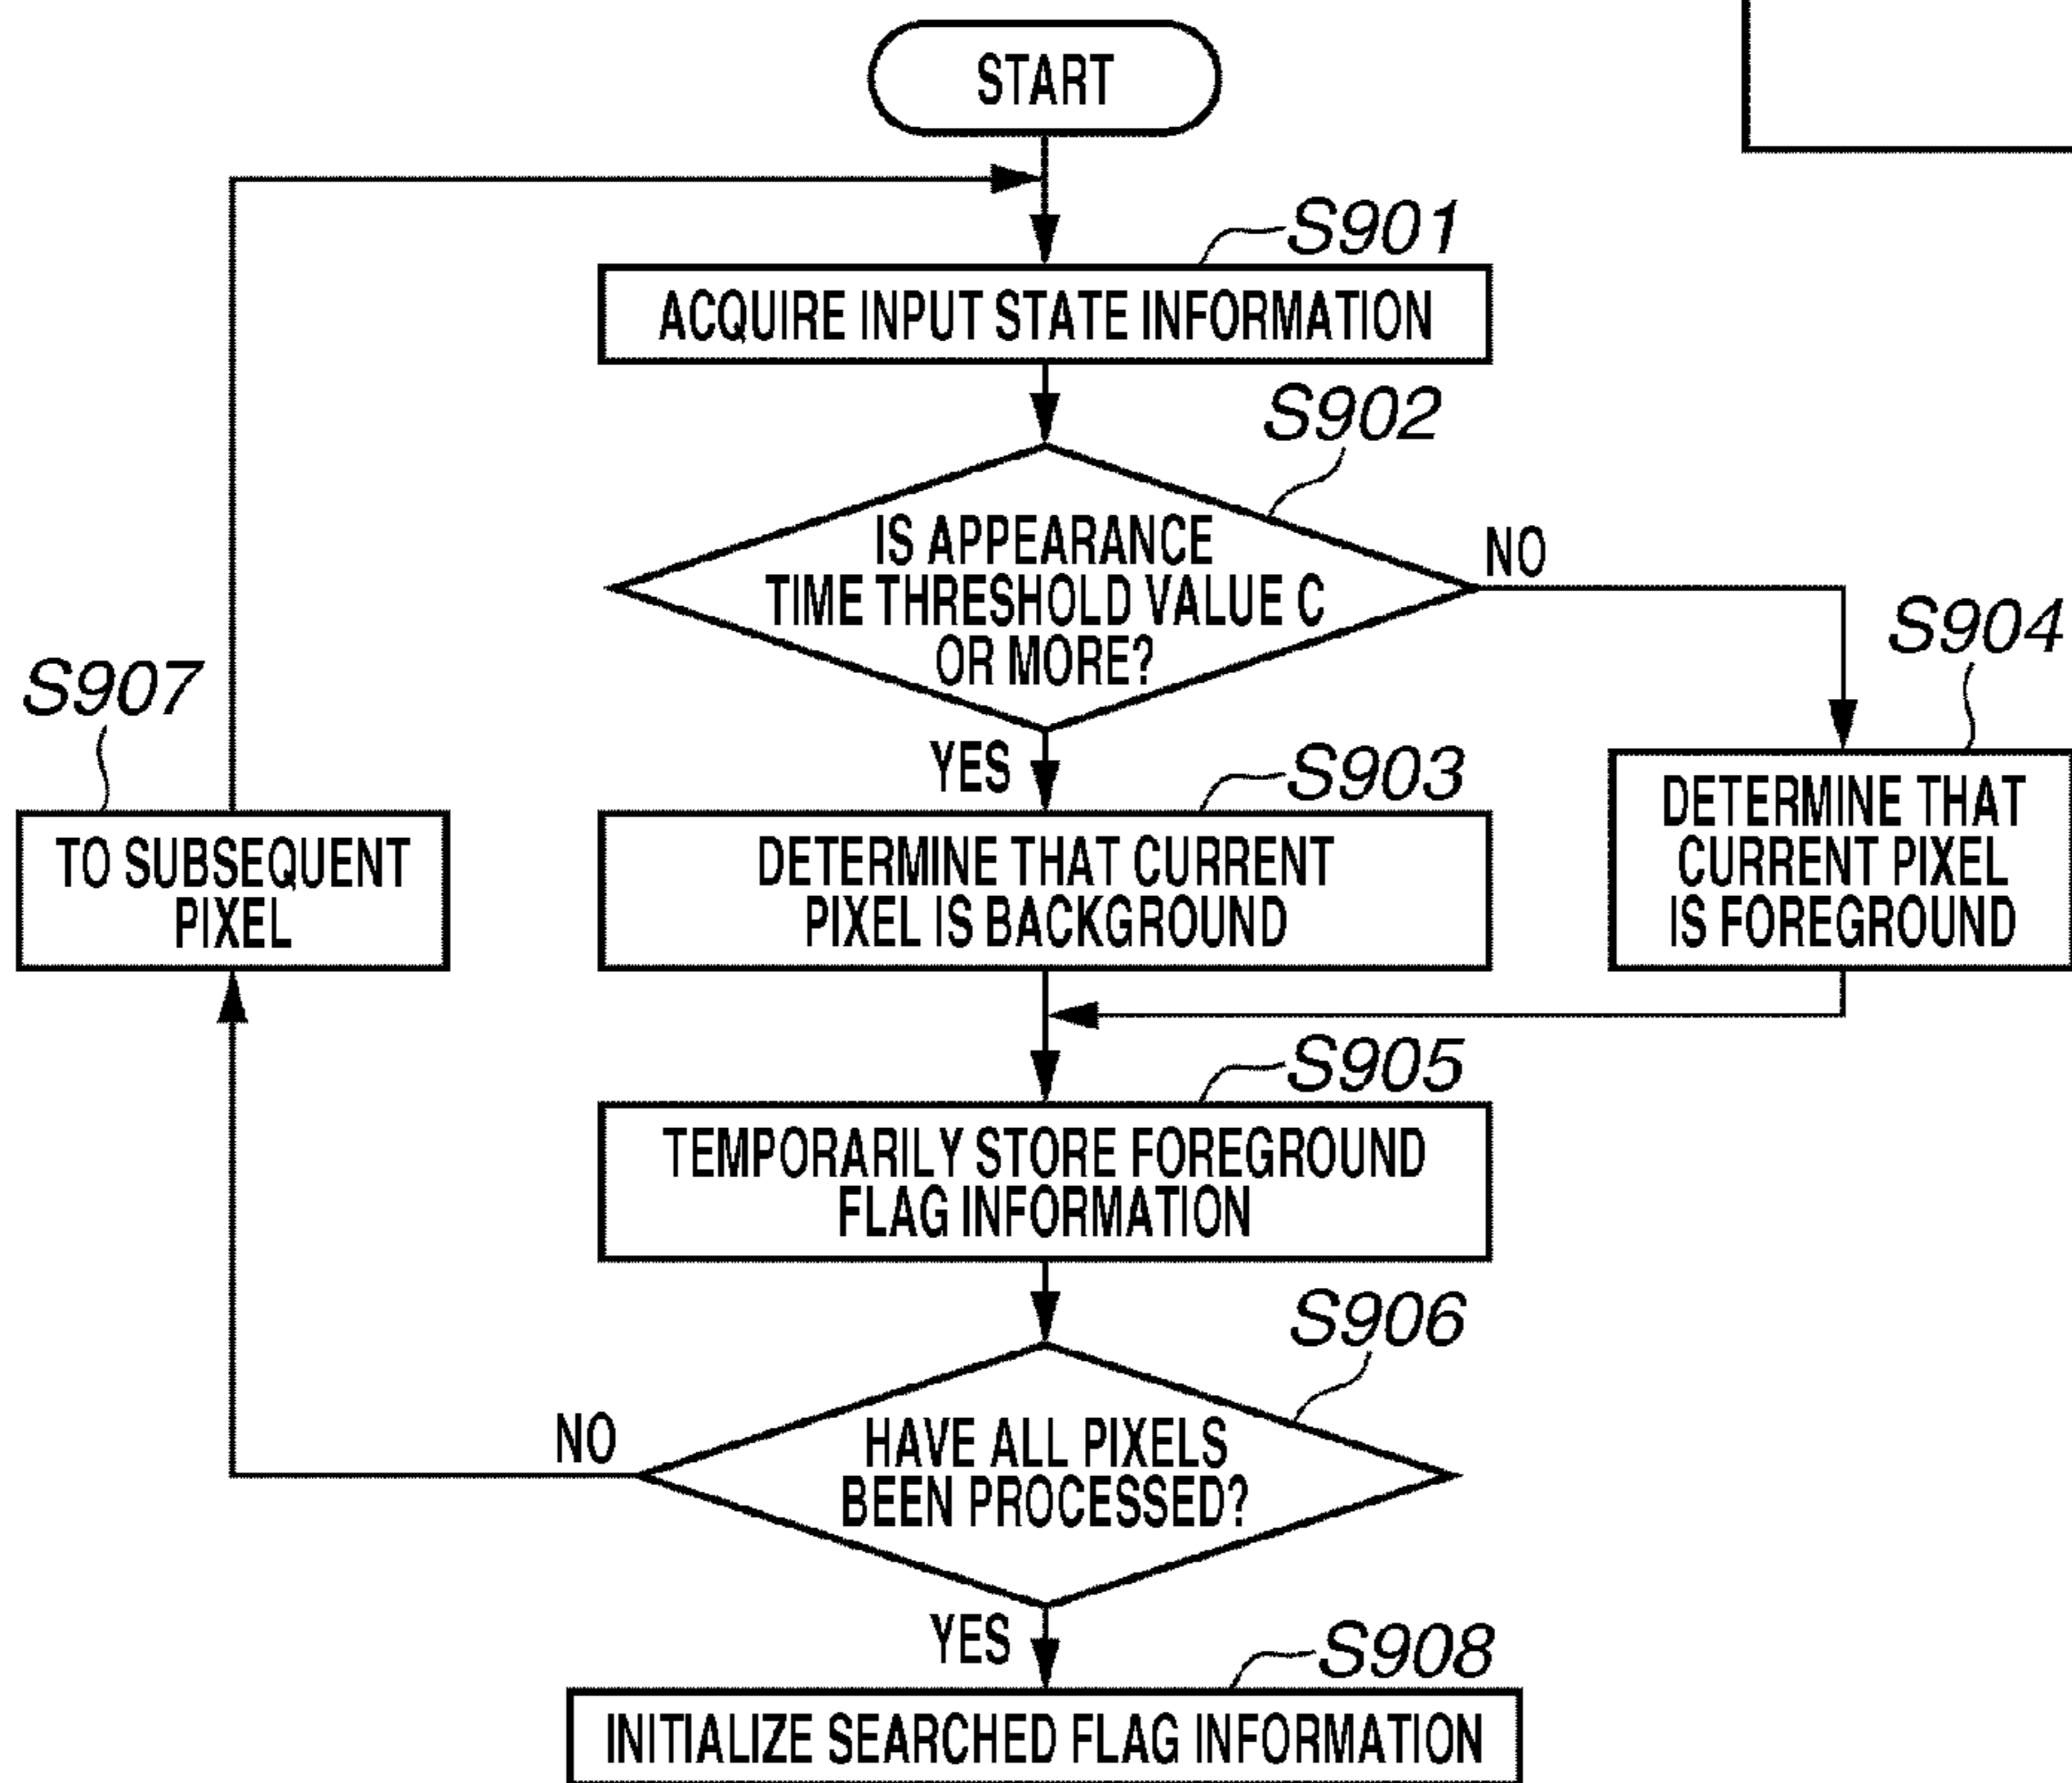 START
S901
ACQUIRE INPUT STATE INFORMATION
S902
IS APPEARANCE
TIME THRESHOLD VALUE C
OR MORE?
NO
S904
S907
YES
S903
TO SUBSEQUENT
PIXEL
DETERMINE THAT CURRENT
PIXEL IS BACKGROUND
DETERMINE THAT
CURRENT PIXEL
IS FOREGROUND
S905
TEMPORARILY STORE FOREGROUND
FLAG INFORMATION
S906
NO
HAVE ALL PIXELS
BEEN PROCESSED?
YES
S908
INITIALIZE SEARCHED FLAG INFORMATION